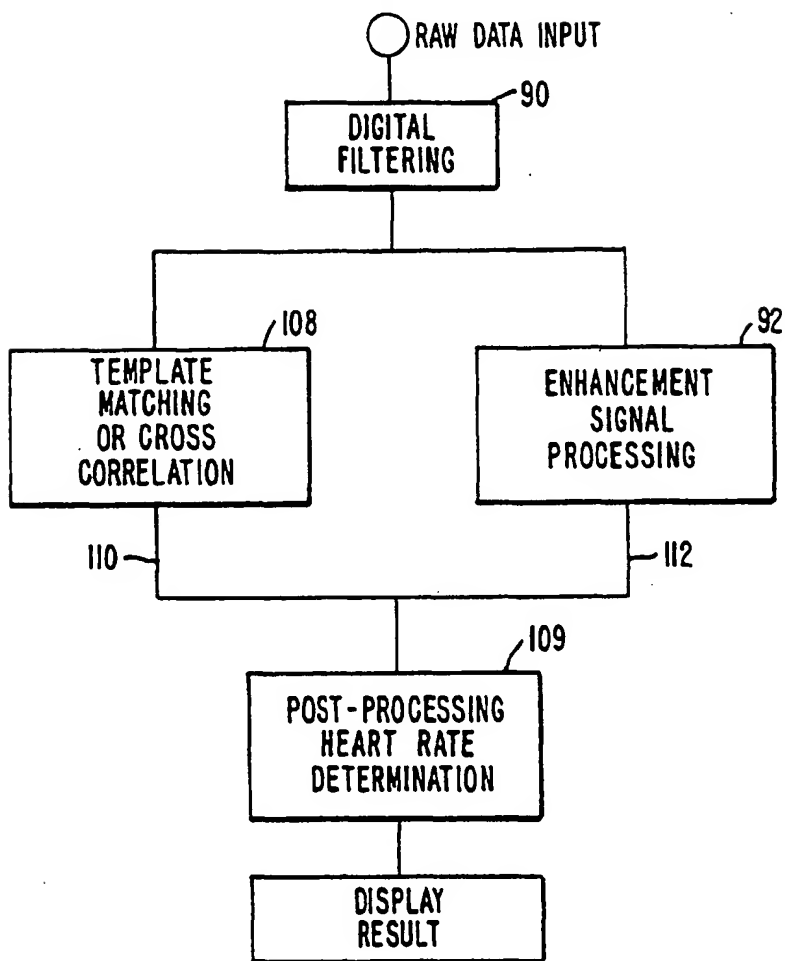 RAW DATA INPUT
90
DIGITAL
FILTERING
108
TEMPLATE
MATCHING
OR CROSS
CORRELATION
92
ENHANCEMENT
SIGNAL
PROCESSING
110
112
109
POST-PROCESSING
HEART RATE
DETERMINATION
DISPLAY
RESULT